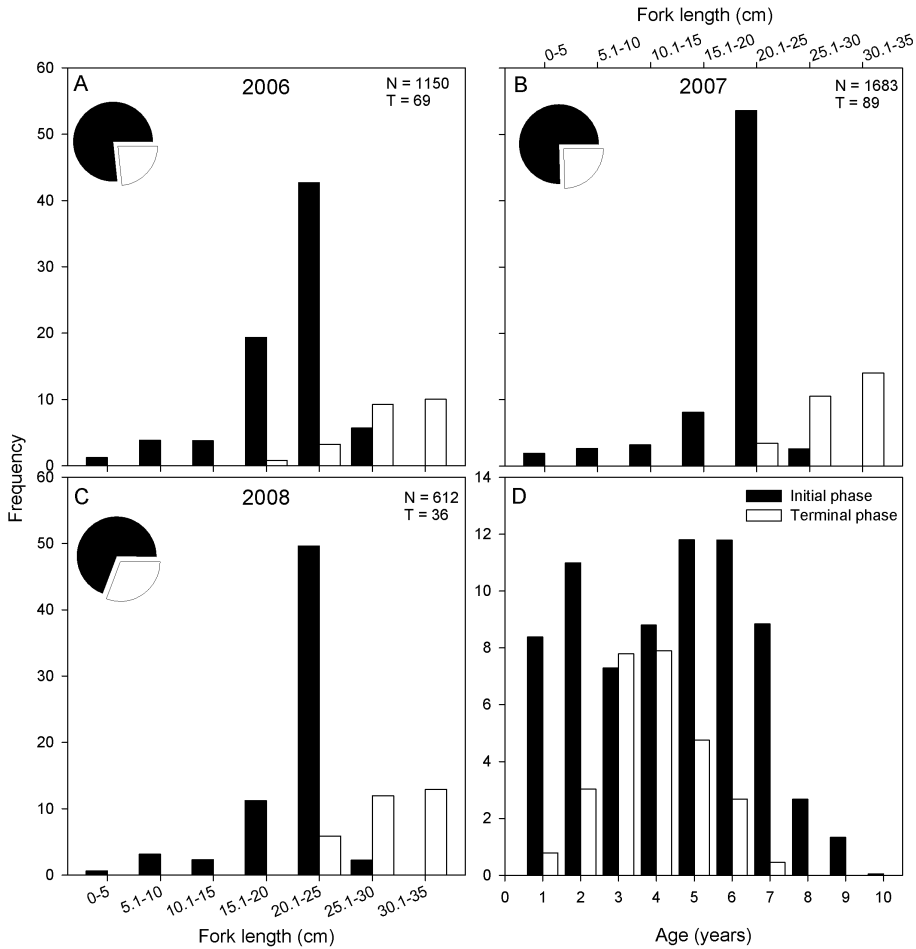 Fork length (cm)
0-5 5.1-10 10.1-15 15.1-20 20.1-25 25.1-30 30.1-35
A
2006
N = 1150
T = 69
B
2007
N = 1683
T = 89
60
50
40
30
20
10
0
Frequency
C
2008
N = 612
T = 36
60
50
40
30
20
10
0
0-5 5.1-10 10.1-15 15.1-20 20.1-25 25.1-30 30.1-35
Fork length (cm)
D
Initial phase
Terminal phase
14
12
10
8
6
4
2
0
0 1 2 3 4 5 6 7 8 9 10
Age (years)